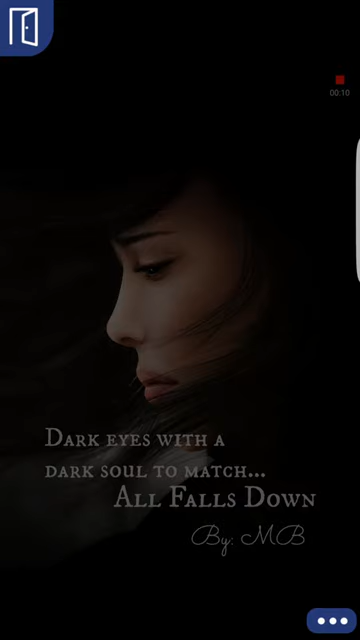 00:10
Dark eyes with a
dark soul to match...
All Falls Down
By: MB